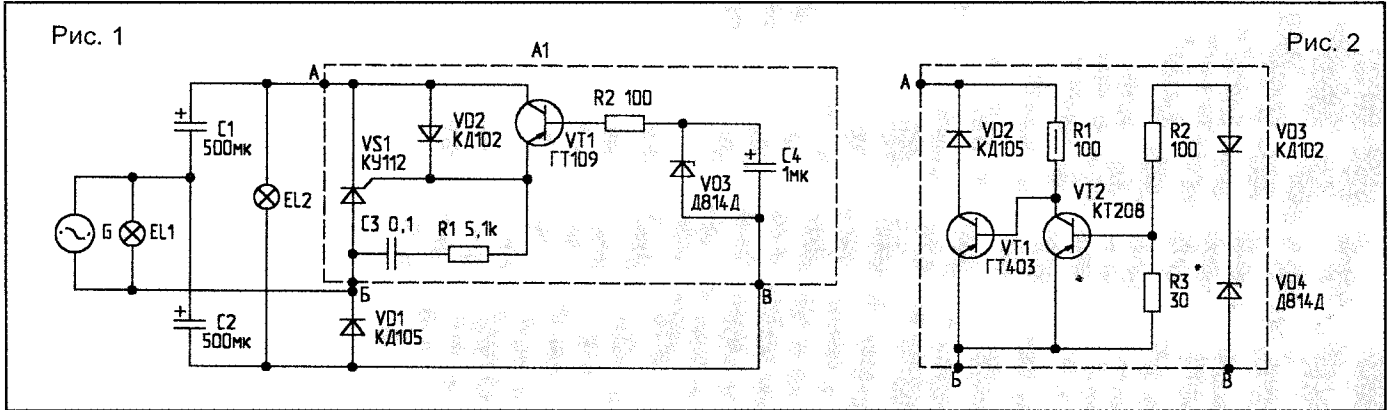 Рис. 1
A1
А
C1
500мк
G
EL1
EL2
C2
500мк
VS1
КУ112
VD2
КД102
VT1
ГТ109
R2 100
VD3
Д814Д
C4
1мк
C3 0,1
R1 5,1k
Б
В
VD1
КД105
Рис. 2
А
VD2
КД105
R1
100
R2
100
VD3
КД102
VT2
КТ208
VT1
ГТ403
R3
30
VD4
Д814Д
Б
В